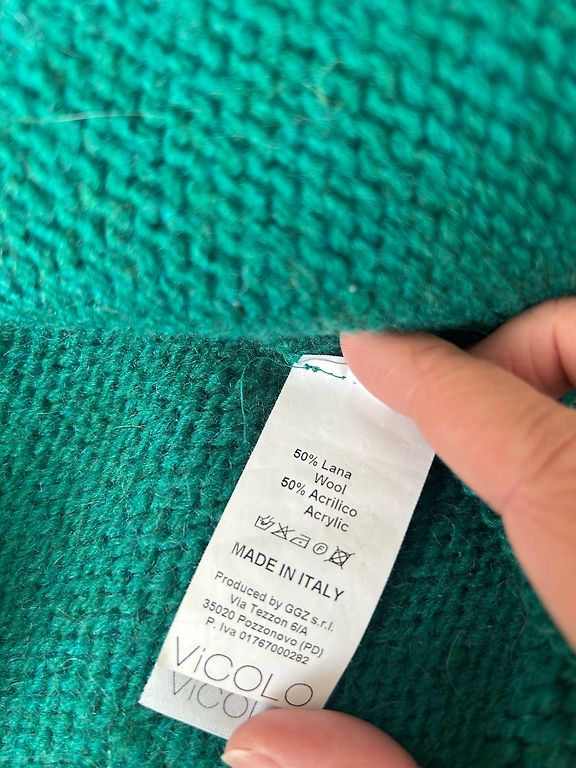 50% Lana
Wool
50% Acrilico
Acrylic
MADE IN ITALY
Produced by GGZ s.r.l.
Via Tezzon 6/A
35020 Pozzonovo (PD)
P. Iva 01767000282
ViCOLO
ViCOL